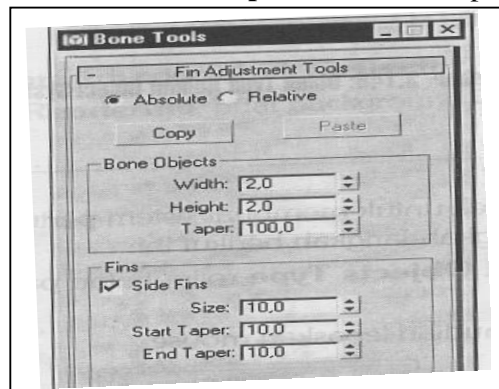 Bone Tools
- Fin Adjustment Tools
Absolute Relative
Copy Paste
Bone Objects
Width: 2,0
Height: 2,0
Taper: 100,0
Fins
Side Fins
Size: 10,0
Start Taper: 10,0
End Taper: 10,0